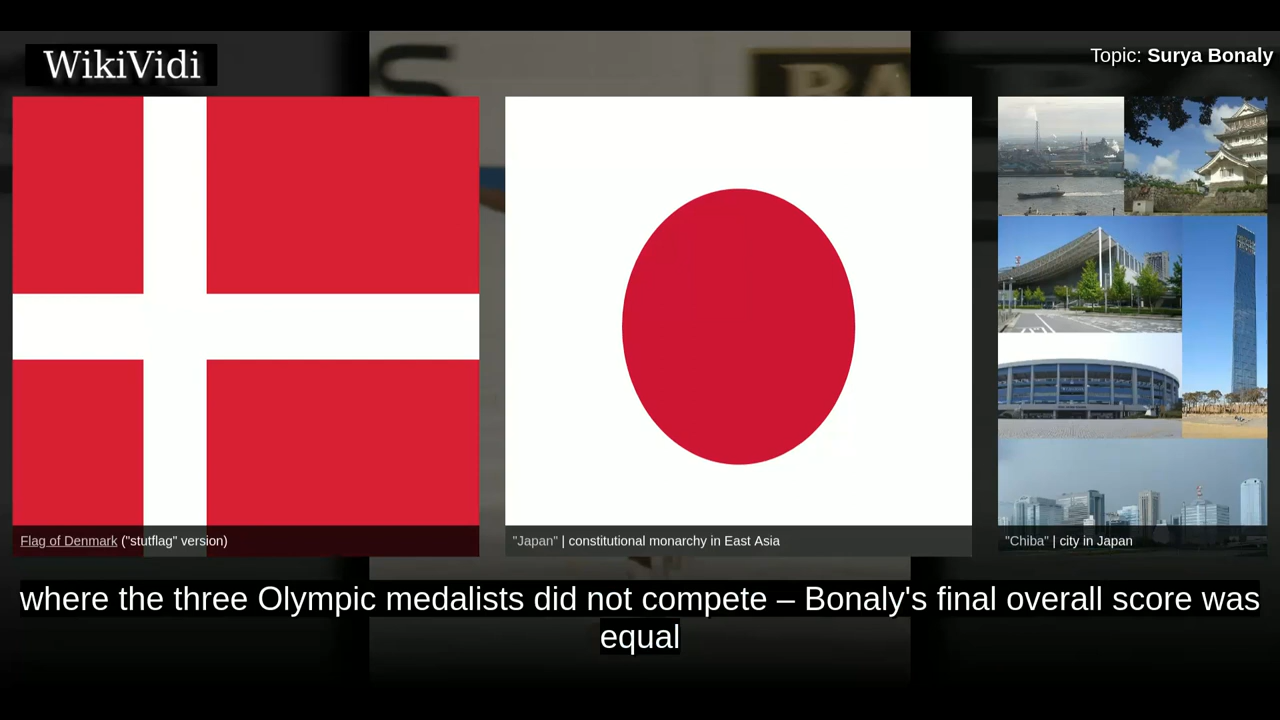 WikiVidi
Topic: Surya Bonaly
Flag of Denmark ("stutflag" version)
"Japan" | constitutional monarchy in East Asia
"Chiba" | city in Japan
where the three Olympic medalists did not compete – Bonaly's final overall score was
equal